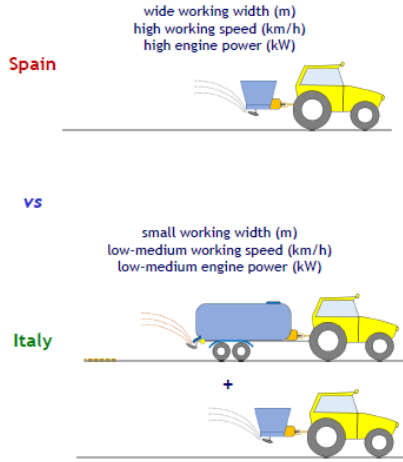 wide working width (m)
high working speed (km/h)
high engine power (kW)
Spain
vs
small working width (m)
low-medium working speed (km/h)
low-medium engine power (kW)
Italy
+